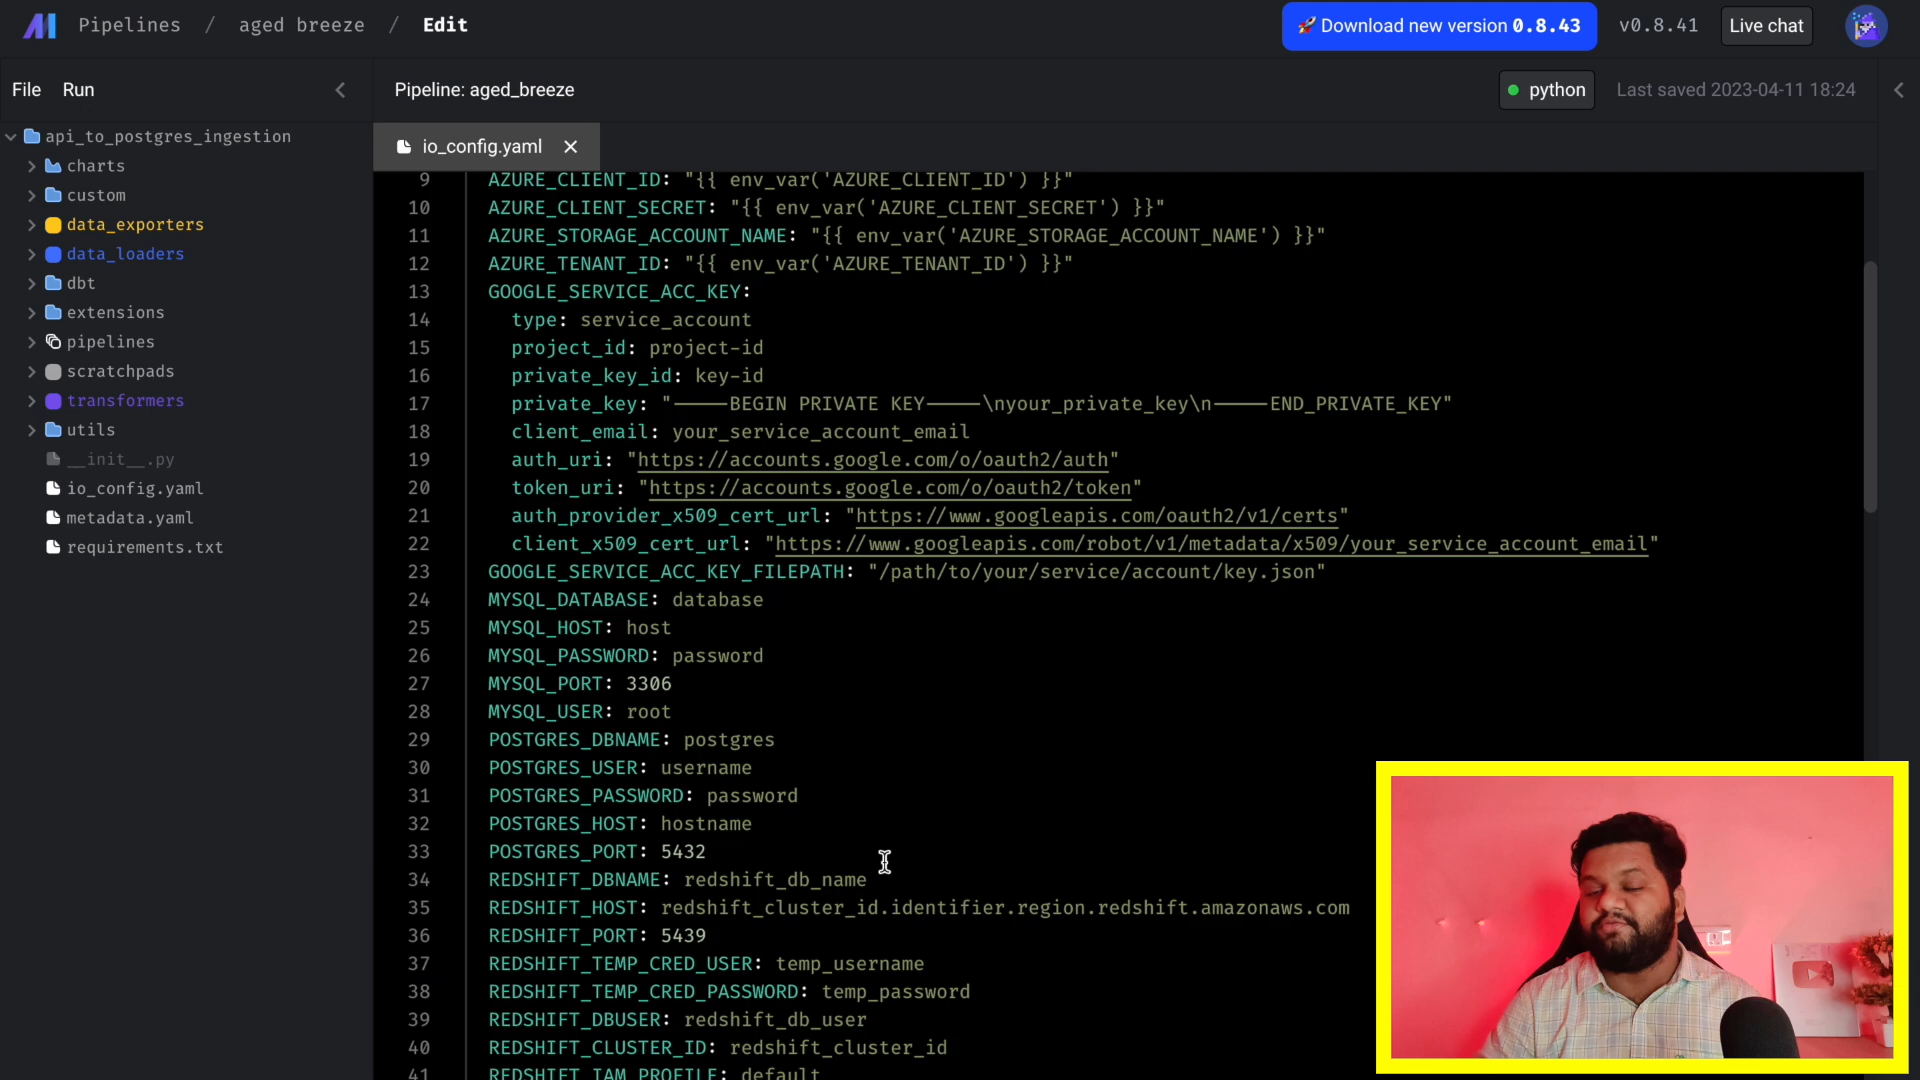 Pipelines / aged breeze / Edit
🚀 Download new version 0.8.43
v0.8.41
Live chat
File Run
Pipeline: aged_breeze
python
Last saved 2023-04-11 18:24
api_to_postgres_ingestion
charts
custom
data_exporters
data_loaders
dbt
extensions
pipelines
scratchpads
transformers
utils
__init__.py
io_config.yaml
metadata.yaml
requirements.txt
io_config.yaml
9 AZURE_CLIENT_ID: "{{ env_var('AZURE_CLIENT_ID') }}"
10 AZURE_CLIENT_SECRET: "{{ env_var('AZURE_CLIENT_SECRET') }}"
11 AZURE_STORAGE_ACCOUNT_NAME: "{{ env_var('AZURE_STORAGE_ACCOUNT_NAME') }}"
12 AZURE_TENANT_ID: "{{ env_var('AZURE_TENANT_ID') }}"
13 GOOGLE_SERVICE_ACC_KEY:
14 type: service_account
15 project_id: project-id
16 private_key_id: key-id
17 private_key: "-----BEGIN PRIVATE KEY-----\nyour_private_key\n-----END_PRIVATE_KEY"
18 client_email: your_service_account_email
19 auth_uri: "https://accounts.google.com/o/oauth2/auth"
20 token_uri: "https://accounts.google.com/o/oauth2/token"
21 auth_provider_x509_cert_url: "https://www.googleapis.com/oauth2/v1/certs"
22 client_x509_cert_url: "https://www.googleapis.com/robot/v1/metadata/x509/your_service_account_email"
23 GOOGLE_SERVICE_ACC_KEY_FILEPATH: "/path/to/your/service/account/key.json"
24 MYSQL_DATABASE: database
25 MYSQL_HOST: host
26 MYSQL_PASSWORD: password
27 MYSQL_PORT: 3306
28 MYSQL_USER: root
29 POSTGRES_DBNAME: postgres
30 POSTGRES_USER: username
31 POSTGRES_PASSWORD: password
32 POSTGRES_HOST: hostname
33 POSTGRES_PORT: 5432
34 REDSHIFT_DBNAME: redshift_db_name
35 REDSHIFT_HOST: redshift_cluster_id.identifier.region.redshift.amazonaws.com
36 REDSHIFT_PORT: 5439
37 REDSHIFT_TEMP_CRED_USER: temp_username
38 REDSHIFT_TEMP_CRED_PASSWORD: temp_password
39 REDSHIFT_DBUSER: redshift_db_user
40 REDSHIFT_CLUSTER_ID: redshift_cluster_id
41 REDSHIFT_IAM_PROFILE: default